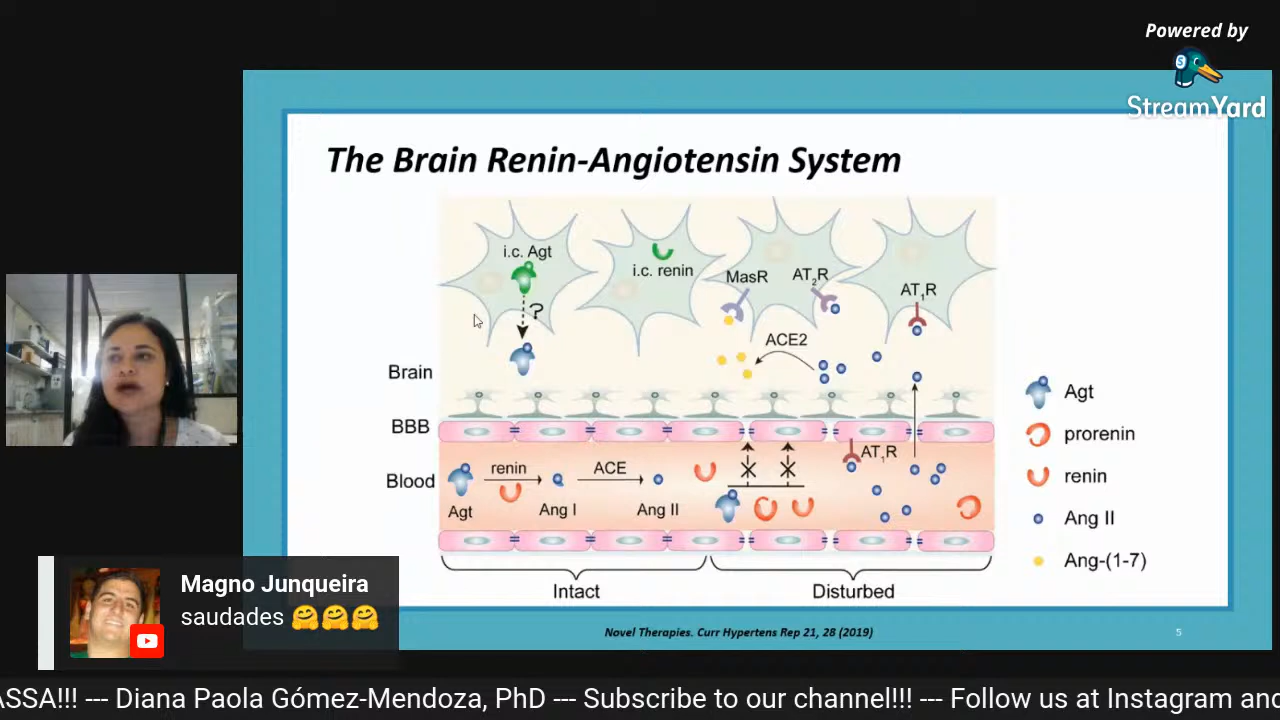 Powered by
StreamYard
The Brain Renin-Angiotensin System
i.c. Agt
?
i.c. renin
MasR
AT2R
AT1R
ACE2
Brain
BBB
Blood
Agt
renin
Ang I
ACE
Ang II
AT1R
Intact
Disturbed
Agt
prorenin
renin
Ang II
Ang-(1-7)
Novel Therapies. Curr Hypertens Rep 21, 28 (2019)
5
Magno Junqueira
saudades 🤗🤗🤗
ASSA!!! --- Diana Paola Gómez-Mendoza, PhD --- Subscribe to our channel!!! --- Follow us at Instagram and